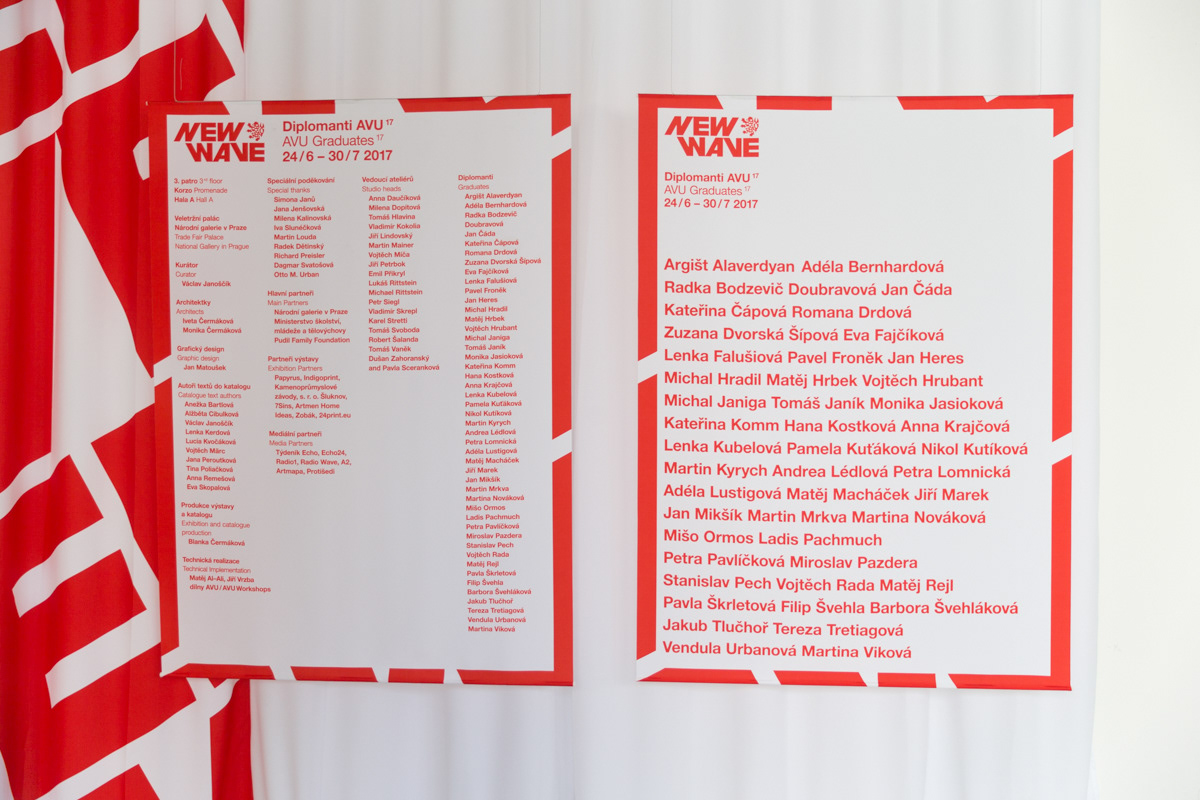 NEW
WAVE
Diplomanti AVU 17
AVU Graduates 17
24/6 – 30/7 2017
3. patro 3rd floor
Korzo Promenade
Hala A Hall A
Veletržní palác
Národní galerie v Praze
Trade Fair Palace
National Gallery in Prague
Kurátor
Curator
Václav Janoščík
Architektky
Architects
Iveta Čermáková
Monika Čermáková
Grafický design
Graphic design
Jan Matoušek
Autoři textů do katalogu
Catalogue text authors
Anežka Bartlová
Alžběta Cibulková
Václav Janoščík
Lenka Kerdová
Lucia Kvočáková
Vojtěch Märc
Jana Peroutková
Tina Poliačková
Anna Remešová
Eva Skopalová
Produkce výstavy
a katalogu
Exhibition and catalogue
production
Blanka Čermáková
Technická realizace
Technical Implementation
Matěj Al-Ali, Jiří Vrzba
dílny AVU / AVU Workshops
Speciální poděkování
Special thanks
Simona Janů
Jana Jenšovská
Milena Kalinovská
Iva Slunéčková
Martin Louda
Radek Dětinský
Richard Preisler
Dagmar Svatošová
Otto M. Urban
Hlavní partneři
Main Partners
Národní galerie v Praze
Ministerstvo školství,
mládeže a tělovýchovy
Pudil Family Foundation
Partneři výstavy
Exhibition Partners
Papyrus, Indigoprint,
Kamenoprůmyslové
závody, s. r. o. Šluknov,
7Sins, Artmen Home
Ideas, Zobák, 24print.eu
Mediální partneři
Media Partners
Týdeník Echo, Echo24,
Radio1, Radio Wave, A2,
Artmapa, Protišedi
Vedoucí ateliérů
Studio heads
Anna Daučíková
Milena Dopitová
Tomáš Hlavina
Vladimír Kokolia
Jiří Lindovský
Martin Mainer
Vojtěch Míča
Jiří Petrbok
Emil Přikryl
Lukáš Rittstein
Michael Rittstein
Petr Siegl
Vladimír Skrepl
Karel Stretti
Tomáš Svoboda
Robert Šalanda
Tomáš Vaněk
Dušan Zahoranský
and Pavla Sceranková
Diplomanti
Graduates
Argišt Alaverdyan
Adéla Bernhardová
Radka Bodzevič
Doubravová
Jan Čáda
Kateřina Čápová
Romana Drdová
Zuzana Dvorská Šípová
Eva Fajčíková
Lenka Falušiová
Pavel Froněk
Jan Heres
Michal Hradil
Matěj Hrbek
Vojtěch Hrubant
Michal Janiga
Tomáš Janík
Monika Jasioková
Kateřina Komm
Hana Kostková
Anna Krajčová
Lenka Kubelová
Pamela Kuťáková
Nikol Kutíková
Martin Kyrych
Andrea Lédlová
Petra Lomnická
Adéla Lustigová
Matěj Macháček
Jiří Marek
Jan Mikšík
Martin Mrkva
Martina Nováková
Mišo Ormos
Ladis Pachmuch
Petra Pavlíčková
Miroslav Pazdera
Stanislav Pech
Vojtěch Rada
Matěj Rejl
Pavla Škrletová
Filip Švehla
Barbora Švehláková
Jakub Tlučhoř
Tereza Tretiagová
Vendula Urbanová
Martina Viková
NEW
WAVE
Diplomanti AVU 17
AVU Graduates 17
24/6 – 30/7 2017
Argišt Alaverdyan Adéla Bernhardová
Radka Bodzevič Doubravová Jan Čáda
Kateřina Čápová Romana Drdová
Zuzana Dvorská Šípová Eva Fajčíková
Lenka Falušiová Pavel Froněk Jan Heres
Michal Hradil Matěj Hrbek Vojtěch Hrubant
Michal Janiga Tomáš Janík Monika Jasioková
Kateřina Komm Hana Kostková Anna Krajčová
Lenka Kubelová Pamela Kuťáková Nikol Kutíková
Martin Kyrych Andrea Lédlová Petra Lomnická
Adéla Lustigová Matěj Macháček Jiří Marek
Jan Mikšík Martin Mrkva Martina Nováková
Mišo Ormos Ladis Pachmuch
Petra Pavlíčková Miroslav Pazdera
Stanislav Pech Vojtěch Rada Matěj Rejl
Pavla Škrletová Filip Švehla Barbora Švehláková
Jakub Tlučhoř Tereza Tretiagová
Vendula Urbanová Martina Viková